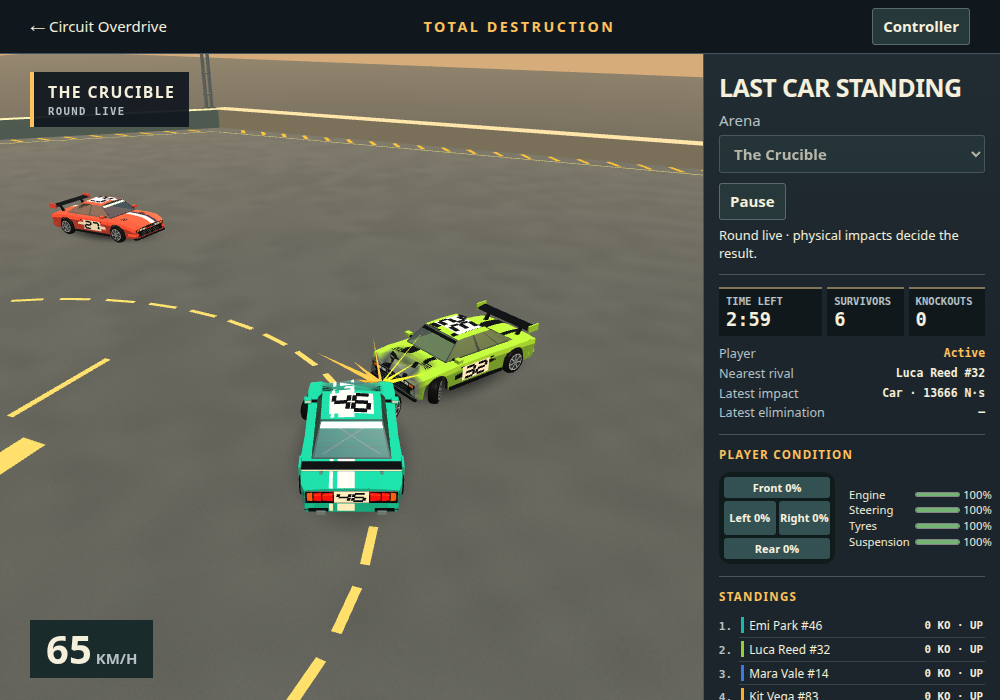 ← Circuit Overdrive
TOTAL DESTRUCTION
Controller
THE CRUCIBLE
ROUND LIVE
27
32
46
46
65 KM/H
LAST CAR STANDING
Arena
The Crucible
Pause
Round live · physical impacts decide the
result.
TIME LEFT
2:59
SURVIVORS
6
KNOCKOUTS
0
Player Active
Nearest rival Luca Reed #32
Latest impact Car · 13666 N·s
Latest elimination –
PLAYER CONDITION
Front 0%
Left 0% Right 0%
Rear 0%
Engine 100%
Steering 100%
Tyres 100%
Suspension 100%
STANDINGS
1. Emi Park #46 0 KO · UP
2. Luca Reed #32 0 KO · UP
3. Mara Vale #14 0 KO · UP
4. Kit Vega #83 0 KO · UP